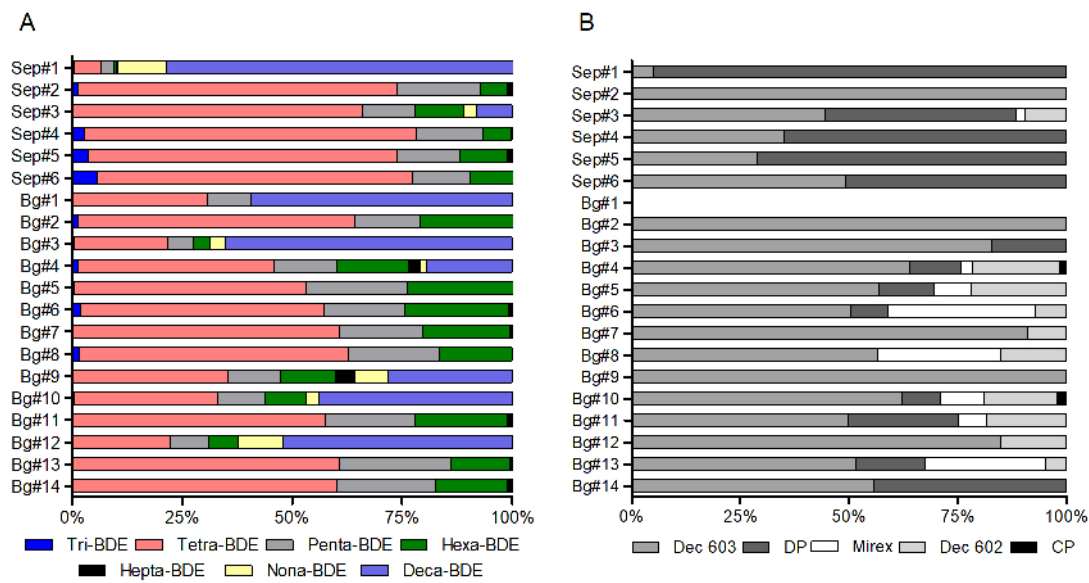 A
Sep#1
Sep#2
Sep#3
Sep#4
Sep#5
Sep#6
Bg#1
Bg#2
Bg#3
Bg#4
Bg#5
Bg#6
Bg#7
Bg#8
Bg#9
Bg#10
Bg#11
Bg#12
Bg#13
Bg#14
0% 25% 50% 75% 100%
Tri-BDE Tetra-BDE Penta-BDE Hexa-BDE
Hepta-BDE Nona-BDE Deca-BDE
B
Sep#1
Sep#2
Sep#3
Sep#4
Sep#5
Sep#6
Bg#1
Bg#2
Bg#3
Bg#4
Bg#5
Bg#6
Bg#7
Bg#8
Bg#9
Bg#10
Bg#11
Bg#12
Bg#13
Bg#14
0% 25% 50% 75% 100%
Dec 603 DP Mirex Dec 602 CP